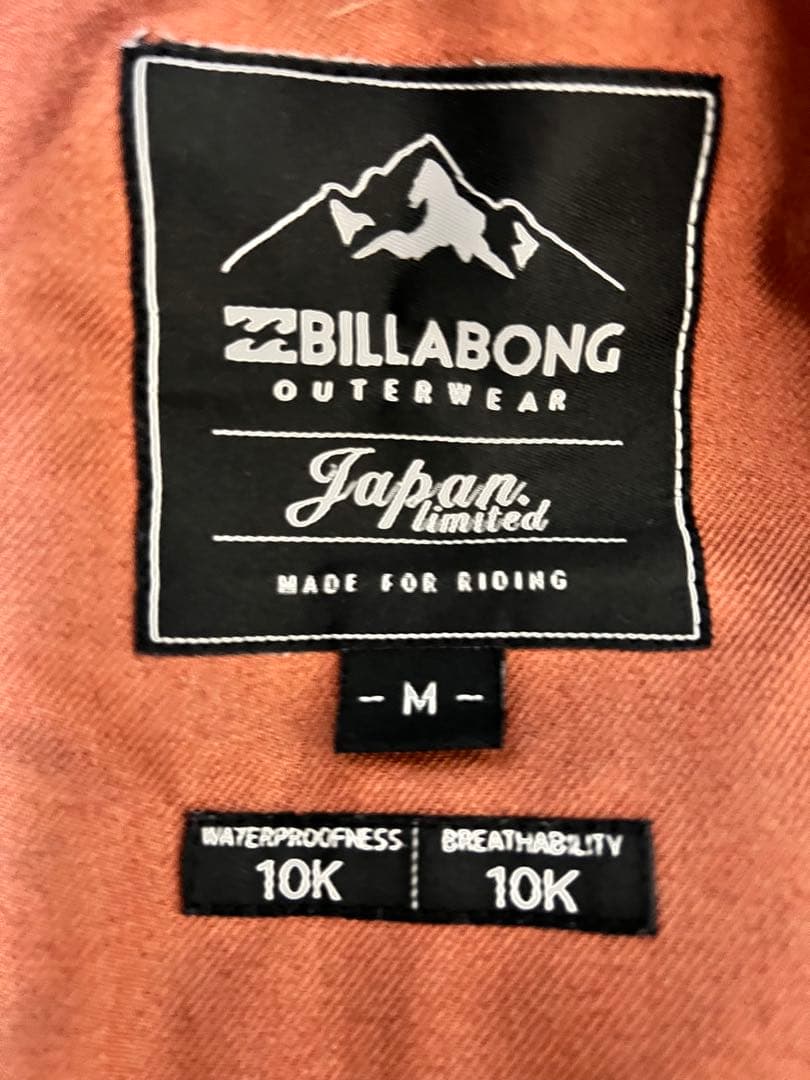 BILLABONG
OUTERWEAR
Japan.
limited
MADE FOR RIDING
- M -
WATERPROOFNESS
10K
BREATHABILITY
10K